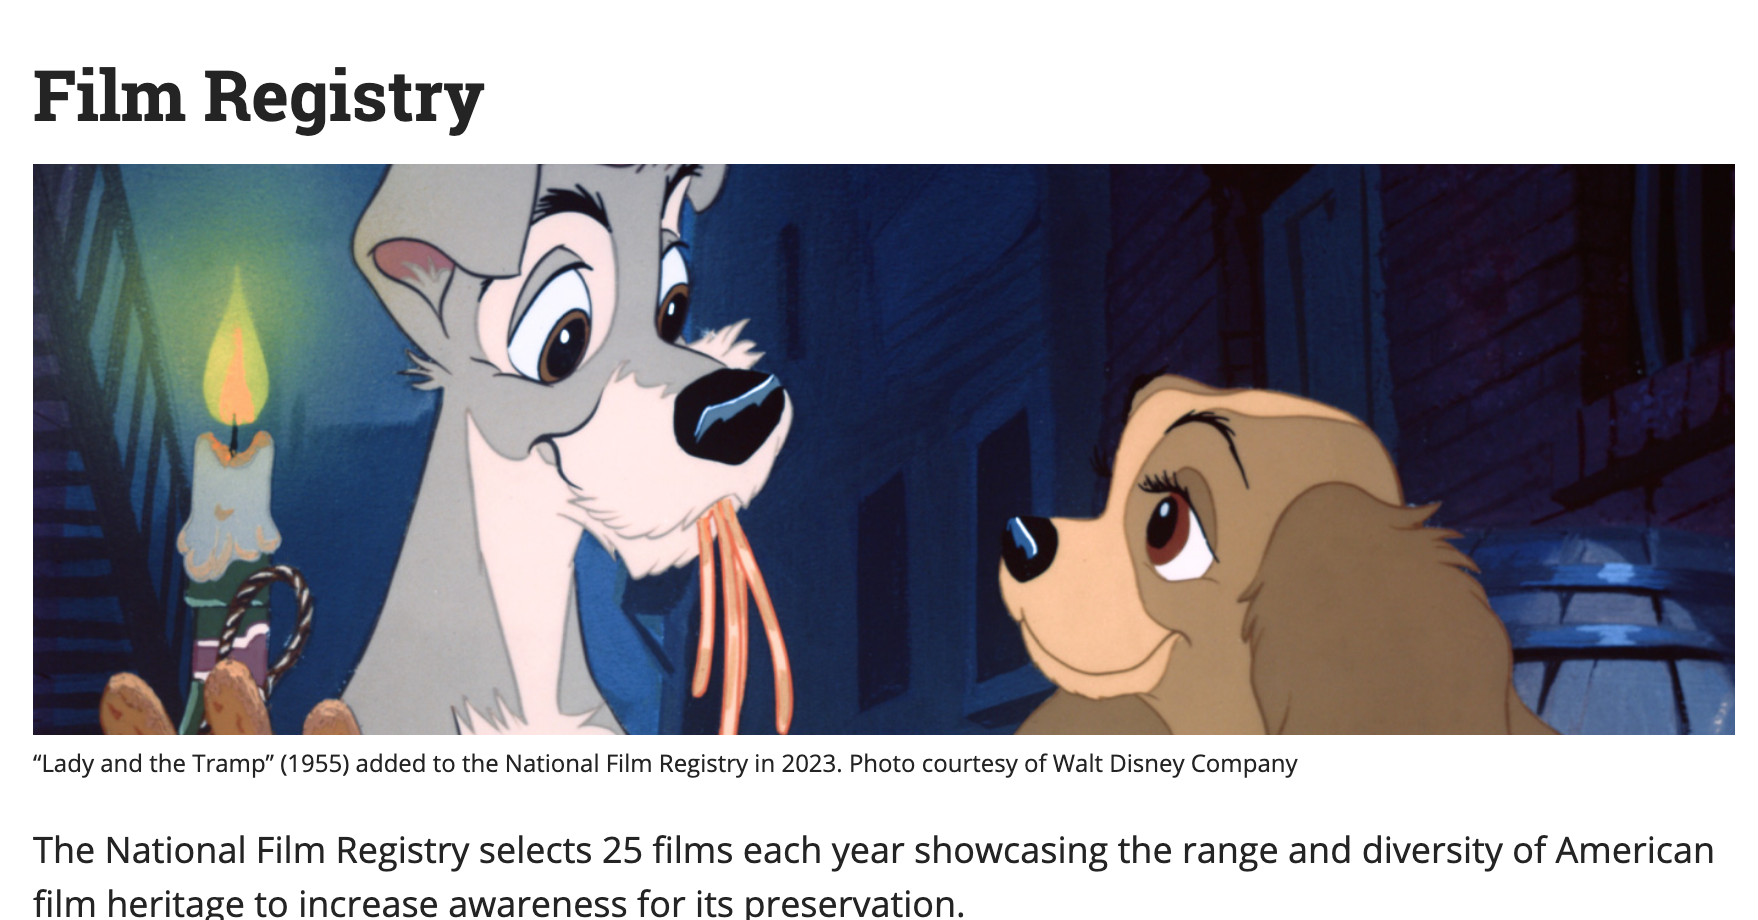 Film Registry
“Lady and the Tramp” (1955) added to the National Film Registry in 2023. Photo courtesy of Walt Disney Company
The National Film Registry selects 25 films each year showcasing the range and diversity of American
film heritage to increase awareness for its preservation.